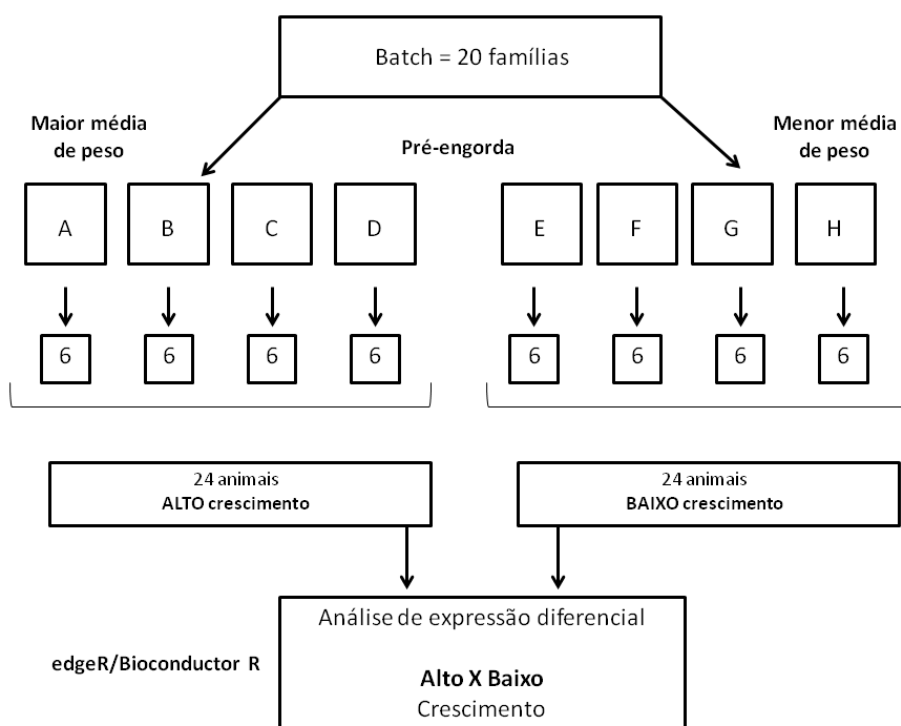 Batch = 20 famílias
Maior média
de peso
Pré-engorda
Menor média
de peso
A
B
C
D
E
F
G
H
6
6
6
6
6
6
6
6
24 animais
ALTO crescimento
24 animais
BAIXO crescimento
Análise de expressão diferencial
edgeR/Bioconductor R
Alto X Baixo
Crescimento